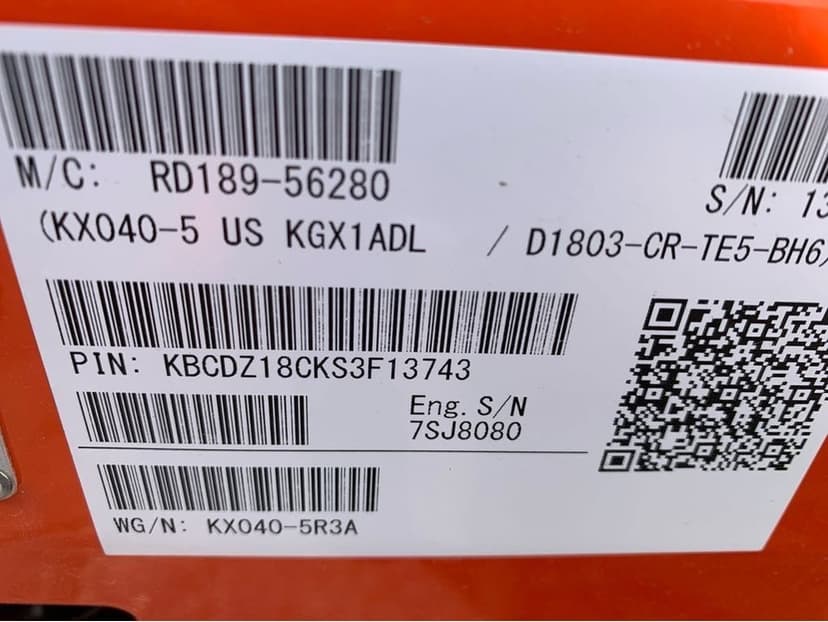 M/C: RD189-56280
S/N: 13
(KX040-5 US KGX1ADL / D1803-CR-TE5-BH6)
PIN: KBCDZ18CKS3F13743
Eng. S/N
7SJ8080
WG/N: KX040-5R3A